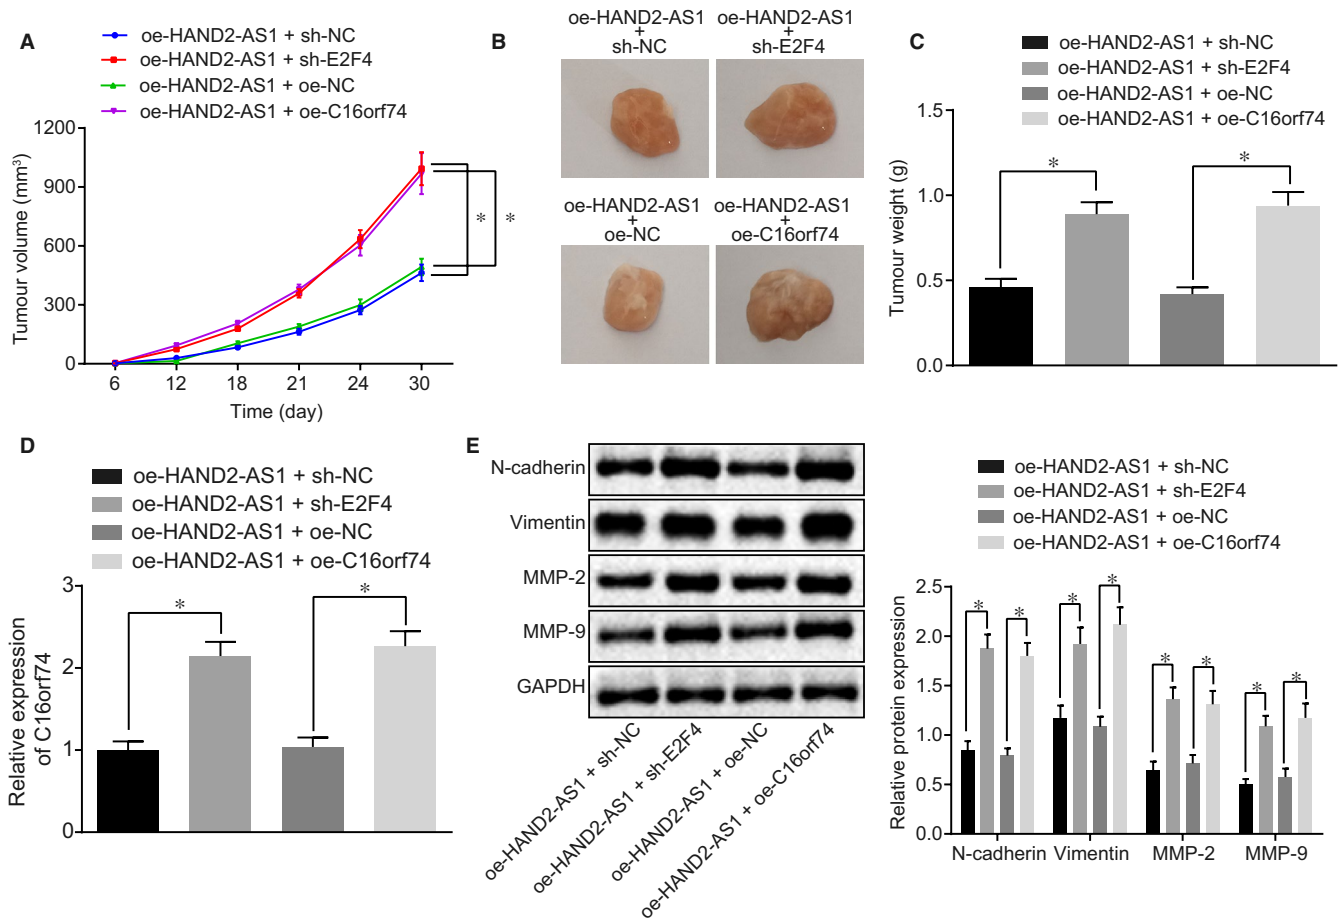 A
oe-HAND2-AS1 + sh-NC
oe-HAND2-AS1 + sh-E2F4
oe-HAND2-AS1 + oe-NC
oe-HAND2-AS1 + oe-C16orf74
Tumour volume (mm³)
1200
900
600
300
0
* *
6 12 18 21 24 30
Time (day)
B
oe-HAND2-AS1
+
sh-NC
oe-HAND2-AS1
+
sh-E2F4
oe-HAND2-AS1
+
oe-NC
oe-HAND2-AS1
+
oe-C16orf74
C
oe-HAND2-AS1 + sh-NC
oe-HAND2-AS1 + sh-E2F4
oe-HAND2-AS1 + oe-NC
oe-HAND2-AS1 + oe-C16orf74
Tumour weight (g)
1.5
1.0
0.5
0.0
* *
D
oe-HAND2-AS1 + sh-NC
oe-HAND2-AS1 + sh-E2F4
oe-HAND2-AS1 + oe-NC
oe-HAND2-AS1 + oe-C16orf74
Relative expression
of C16orf74
3
2
1
0
* *
E
N-cadherin
Vimentin
MMP-2
MMP-9
GAPDH
oe-HAND2-AS1 + sh-NC
oe-HAND2-AS1 + sh-E2F4
oe-HAND2-AS1 + oe-NC
oe-HAND2-AS1 + oe-C16orf74
oe-HAND2-AS1 + sh-NC
oe-HAND2-AS1 + sh-E2F4
oe-HAND2-AS1 + oe-NC
oe-HAND2-AS1 + oe-C16orf74
Relative protein expression
2.5
2.0
1.5
1.0
0.5
0.0
* * * * * * * *
N-cadherin Vimentin MMP-2 MMP-9